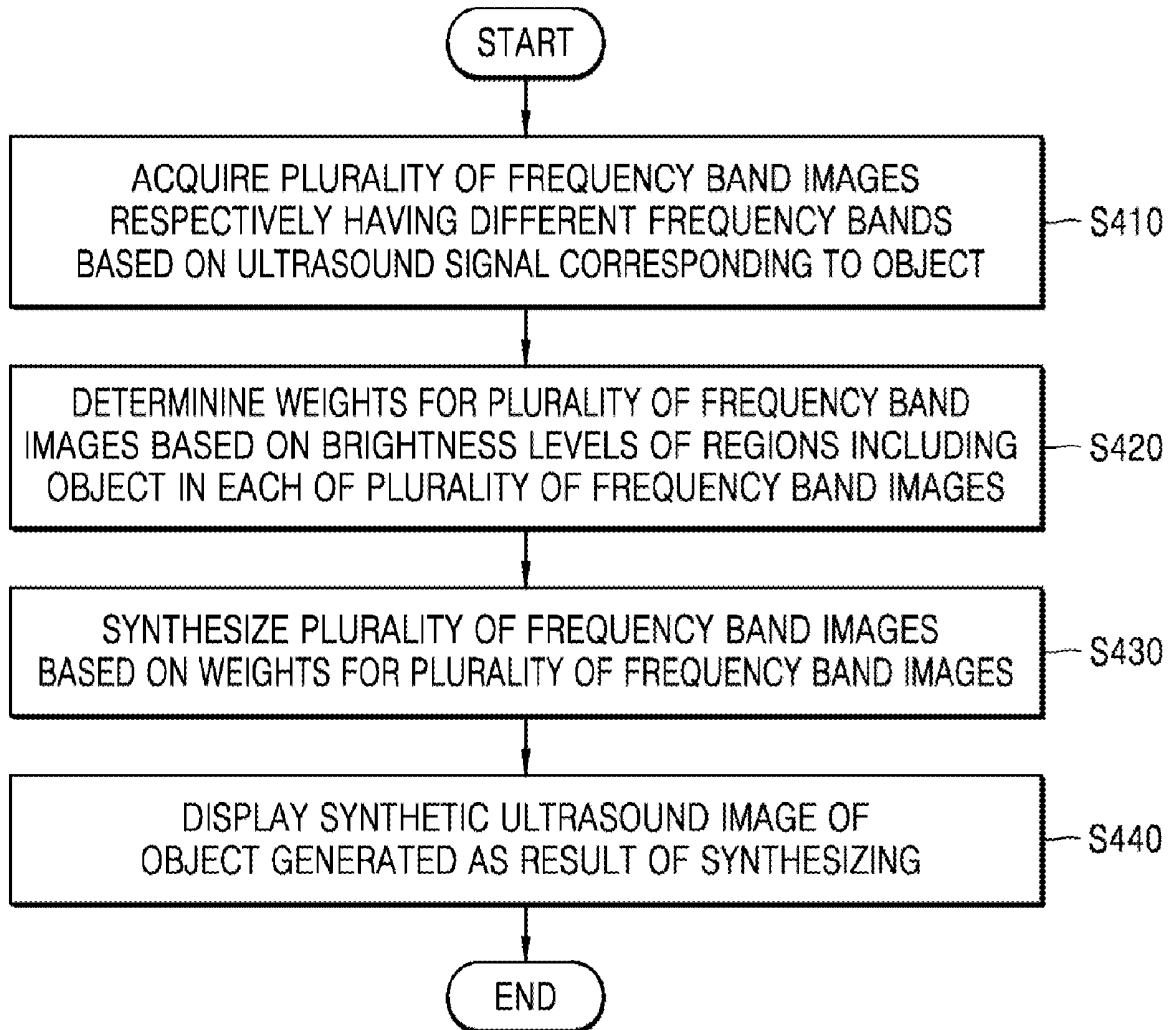 START
ACQUIRE PLURALITY OF FREQUENCY BAND IMAGES
RESPECTIVELY HAVING DIFFERENT FREQUENCY BANDS
BASED ON ULTRASOUND SIGNAL CORRESPONDING TO OBJECT
S410
DETERMININE WEIGHTS FOR PLURALITY OF FREQUENCY BAND
IMAGES BASED ON BRIGHTNESS LEVELS OF REGIONS INCLUDING
OBJECT IN EACH OF PLURALITY OF FREQUENCY BAND IMAGES
S420
SYNTHESIZE PLURALITY OF FREQUENCY BAND IMAGES
BASED ON WEIGHTS FOR PLURALITY OF FREQUENCY BAND IMAGES
S430
DISPLAY SYNTHETIC ULTRASOUND IMAGE OF
OBJECT GENERATED AS RESULT OF SYNTHESIZING
S440
END